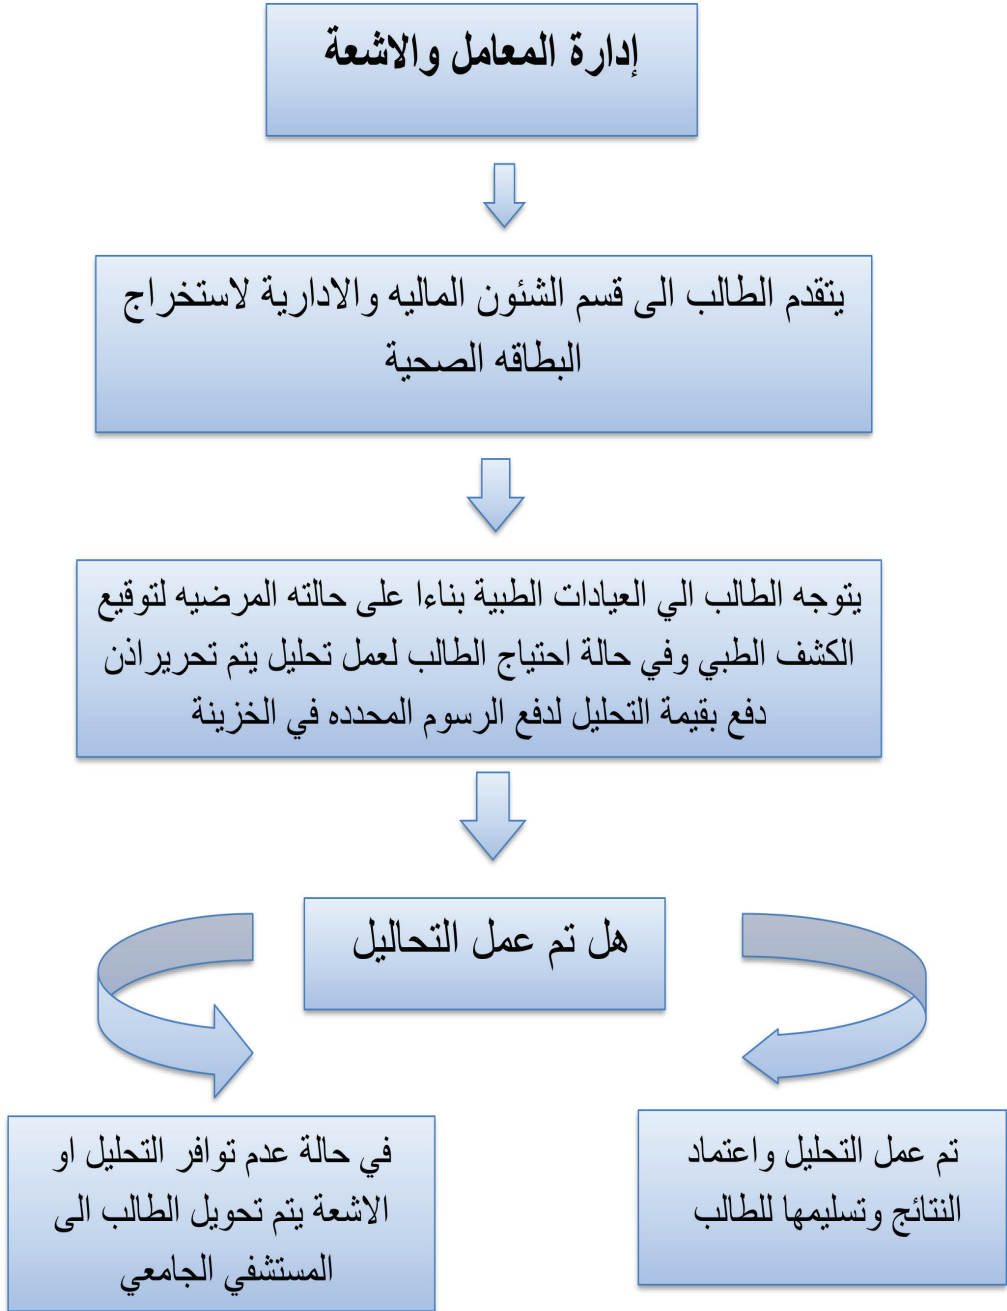 إدارة المعامل والاشعة
يتقدم الطالب الى قسم الشئون الماليه والادارية لاستخراج
البطاقه الصحية
يتوجه الطالب الي العيادات الطبية بناءا على حالته المرضيه لتوقيع
الكشف الطبي وفي حالة احتياج الطالب لعمل تحليل يتم تحريراذن
دفع بقيمة التحليل لدفع الرسوم المحدده في الخزينة
هل تم عمل التحاليل
تم عمل التحليل واعتماد
النتائج وتسليمها للطالب
في حالة عدم توافر التحليل او
الاشعة يتم تحويل الطالب الى
المستشفي الجامعي